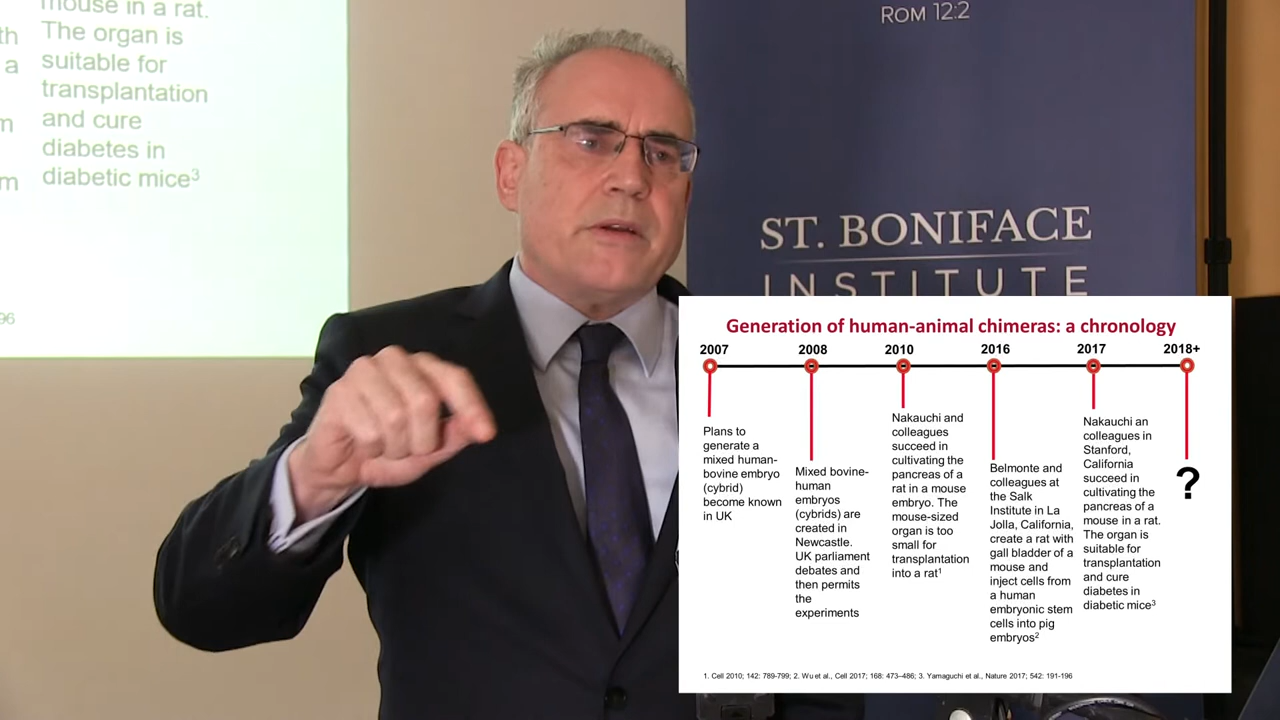 mouse in a rat.
The organ is
suitable for
transplantation
and cure
diabetes in
diabetic mice³
th
a
m
m
96
ROM 12:2
ST. BONIFACE
INSTITUTE
Generation of human-animal chimeras: a chronology
2007
2008
2010
2016
2017
2018+
Plans to
generate a
mixed human-
bovine embryo
(cybrid)
become known
in UK
Mixed bovine-
human
embryos
(cybrids) are
created in
Newcastle.
UK parliament
debates and
then permits
the
experiments
Nakauchi and
colleagues
succeed in
cultivating the
pancreas of a
rat in a mouse
embryo. The
mouse-sized
organ is too
small for
transplantation
into a rat¹
Belmonte and
colleagues at
the Salk
Institute in La
Jolla, California,
create a rat with
gall bladder of a
mouse and
inject cells from
a human
embryonic stem
cells into pig
embryos²
Nakauchi an
colleagues in
Stanford,
California
succeed in
cultivating the
pancreas of a
mouse in a rat.
The organ is
suitable for
transplantation
and cure
diabetes in
diabetic mice³
?
1. Cell 2010; 142: 789-799; 2. Wu et al., Cell 2017; 168: 473–486; 3. Yamaguchi et al., Nature 2017; 542: 191-196